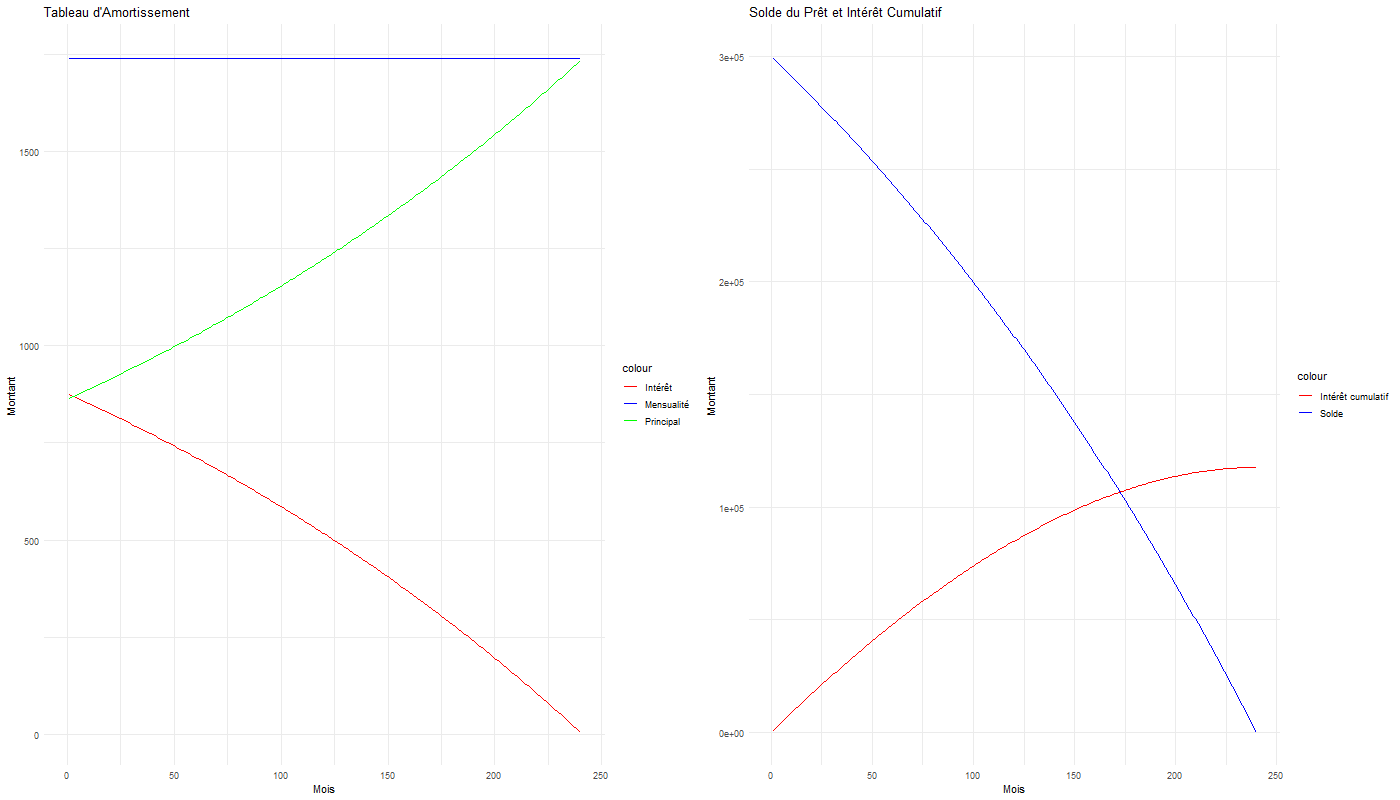 Tableau d'Amortissement
1500
1000
500
0
Montant
0 50 100 150 200 250
Mois
colour
Intérêt
Mensualité
Principal
Solde du Prêt et Intérêt Cumulatif
3e+05
2e+05
1e+05
0e+00
Montant
0 50 100 150 200 250
Mois
colour
Intérêt cumulatif
Solde